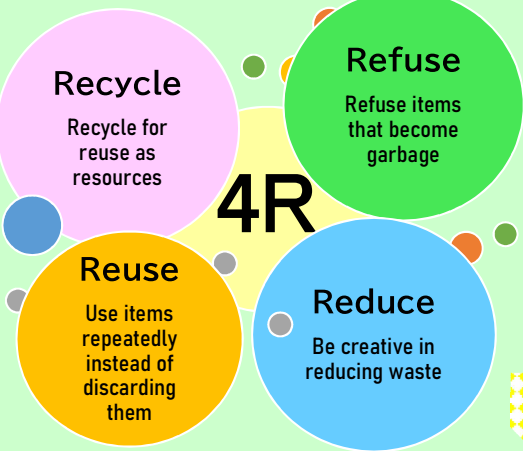 Recycle
Recycle for
reuse as
resources
Refuse
Refuse items
that become
garbage
4R
Reuse
Use items
repeatedly
instead of
discarding
them
Reduce
Be creative in
reducing waste